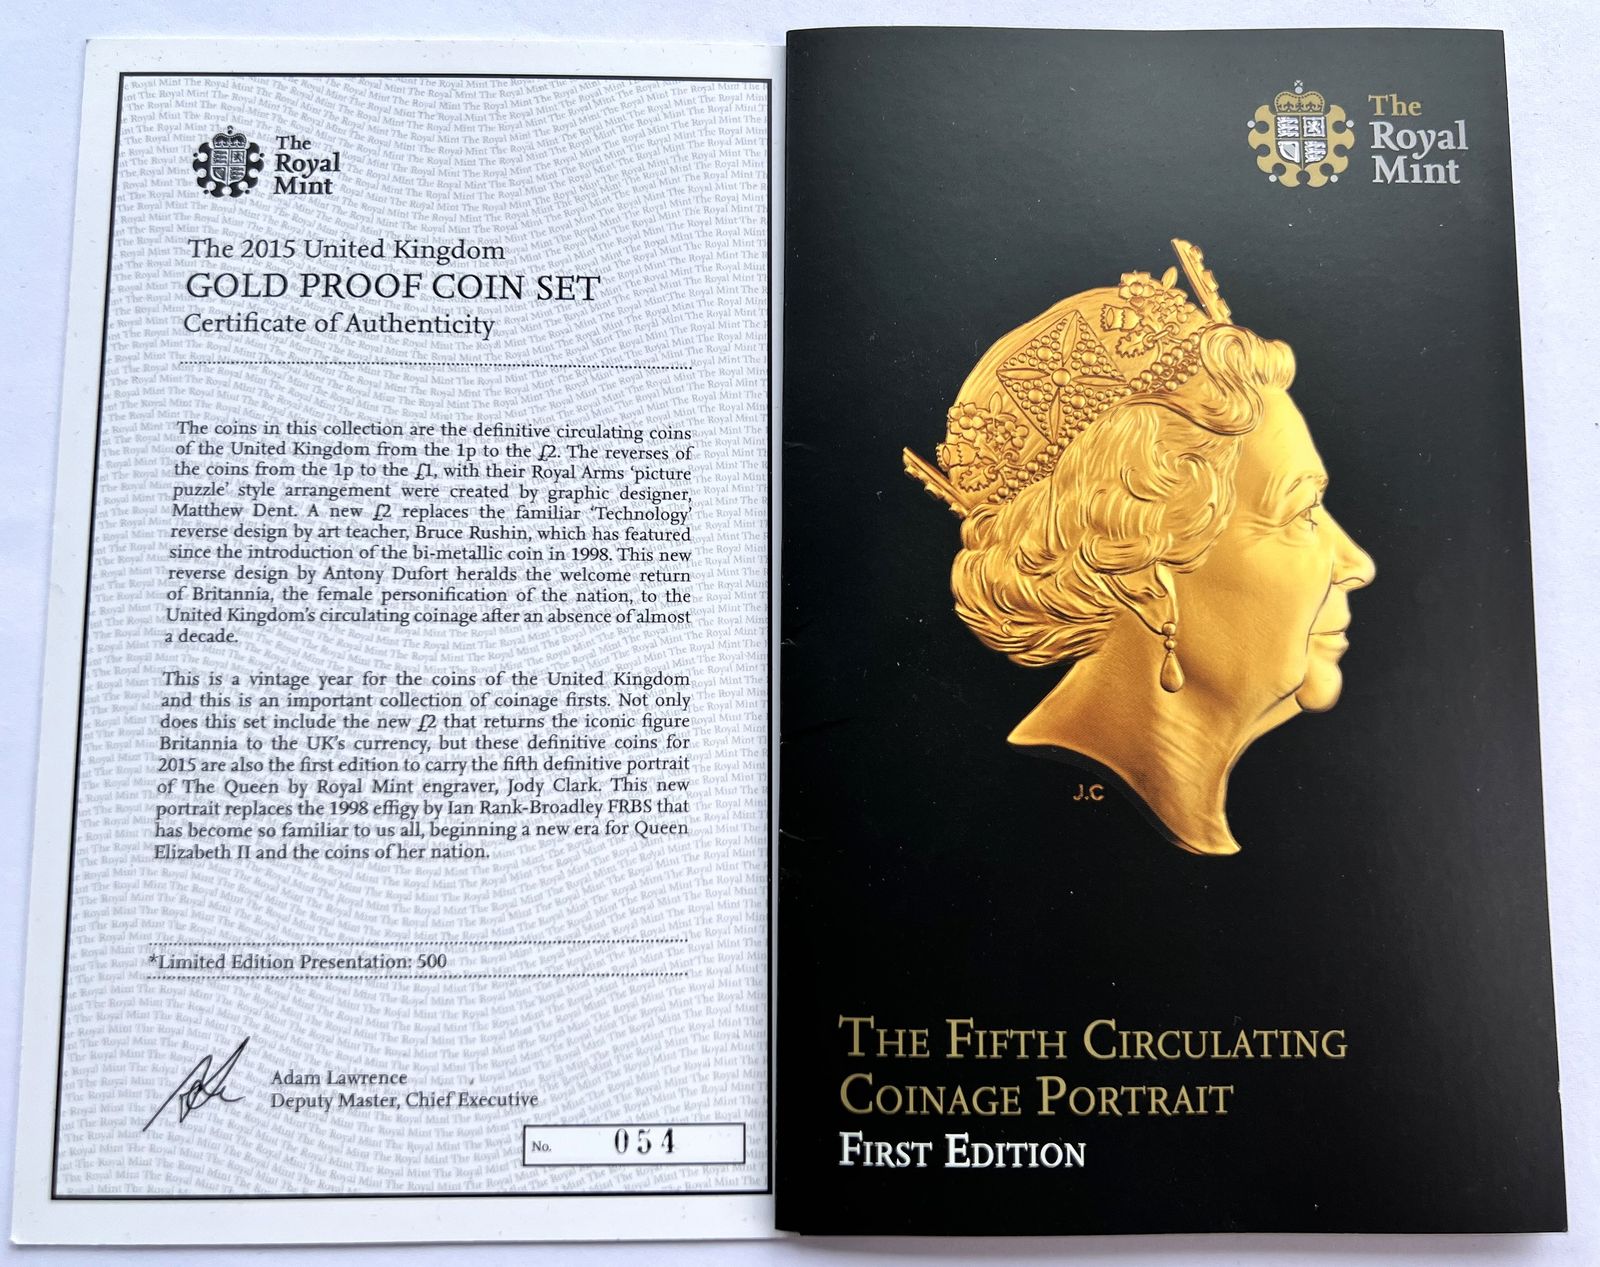 The
Royal
Mint
The 2015 United Kingdom
GOLD PROOF COIN SET
Certificate of Authenticity
The coins in this collection are the definitive circulating coins
of the United Kingdom from the 1p to the £2. The reverses of
the coins from the 1p to the £1, with their Royal Arms ‘picture
puzzle’ style arrangement were created by graphic designer,
Matthew Dent. A new £2 replaces the familiar ‘Technology’
reverse design by art teacher, Bruce Rushin, which has featured
since the introduction of the bi-metallic coin in 1998. This new
reverse design by Antony Dufort heralds the welcome return
of Britannia, the female personification of the nation, to the
United Kingdom’s circulating coinage after an absence of almost
a decade.
This is a vintage year for the coins of the United Kingdom
and this is an important collection of coinage firsts. Not only
does this set include the new £2 that returns the iconic figure
Britannia to the UK’s currency, but these definitive coins for
2015 are also the first edition to carry the fifth definitive portrait
of The Queen by Royal Mint engraver, Jody Clark. This new
portrait replaces the 1998 effigy by Ian Rank-Broadley FRBS that
has become so familiar to us all, beginning a new era for Queen
Elizabeth II and the coins of her nation.
*Limited Edition Presentation: 500
Adam Lawrence
Deputy Master, Chief Executive
No. 054
The
Royal
Mint
J.C
THE FIFTH CIRCULATING
COINAGE PORTRAIT
FIRST EDITION